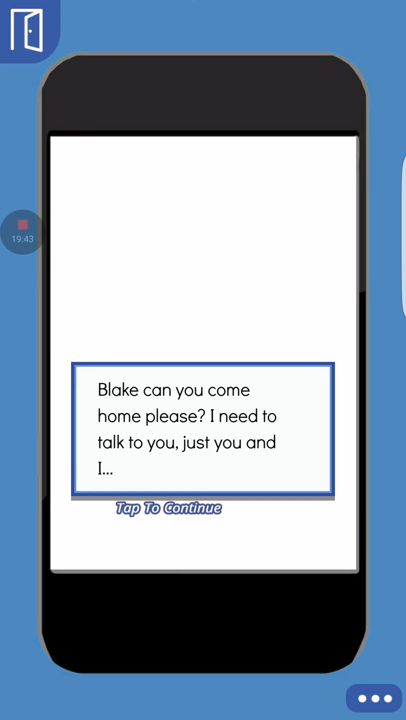 19:43
Blake can you come
home please? I need to
talk to you, just you and
I...
Tap To Continue